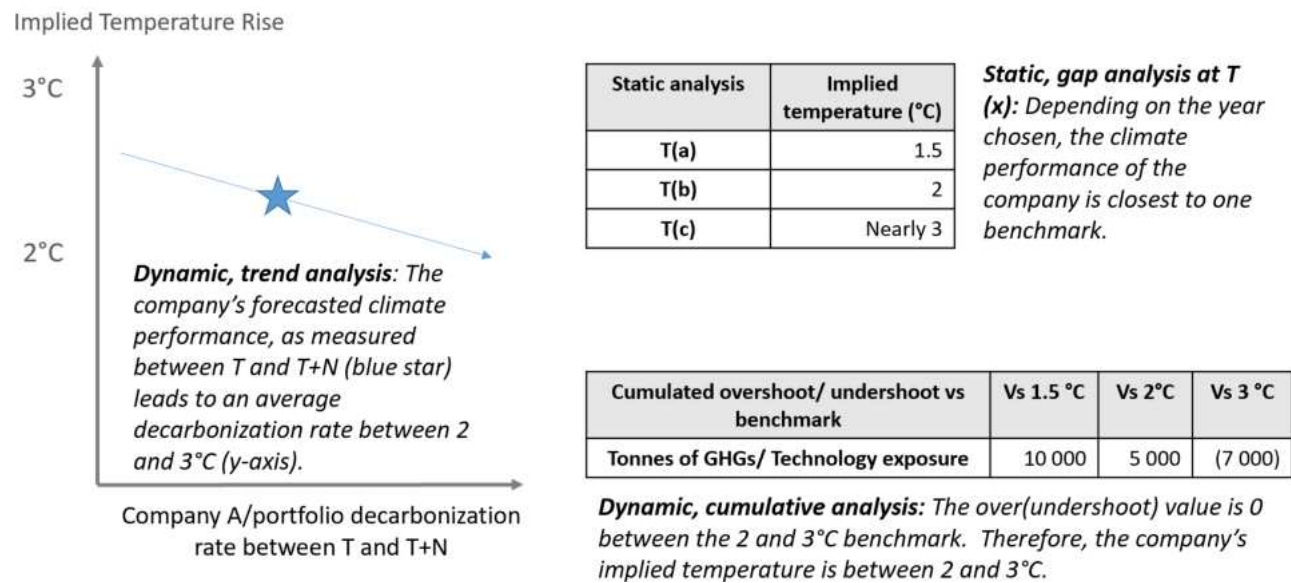 Implied Temperature Rise
3°C
2°C
Dynamic, trend analysis: The
company's forecasted climate
performance, as measured
between T and T+N (blue star)
leads to an average
decarbonization rate between 2
and 3°C (y-axis).
Company A/portfolio decarbonization
rate between T and T+N
Static analysis Implied
temperature (°C)
T(a) 1.5
T(b) 2
T(c) Nearly 3
Static, gap analysis at T
(x): Depending on the year
chosen, the climate
performance of the
company is closest to one
benchmark.
Cumulated overshoot/ undershoot vs
benchmark Vs 1.5 °C Vs 2°C Vs 3 °C
Tonnes of GHGs/ Technology exposure 10 000 5 000 (7 000)
Dynamic, cumulative analysis: The over(undershoot) value is 0
between the 2 and 3°C benchmark. Therefore, the company's
implied temperature is between 2 and 3°C.